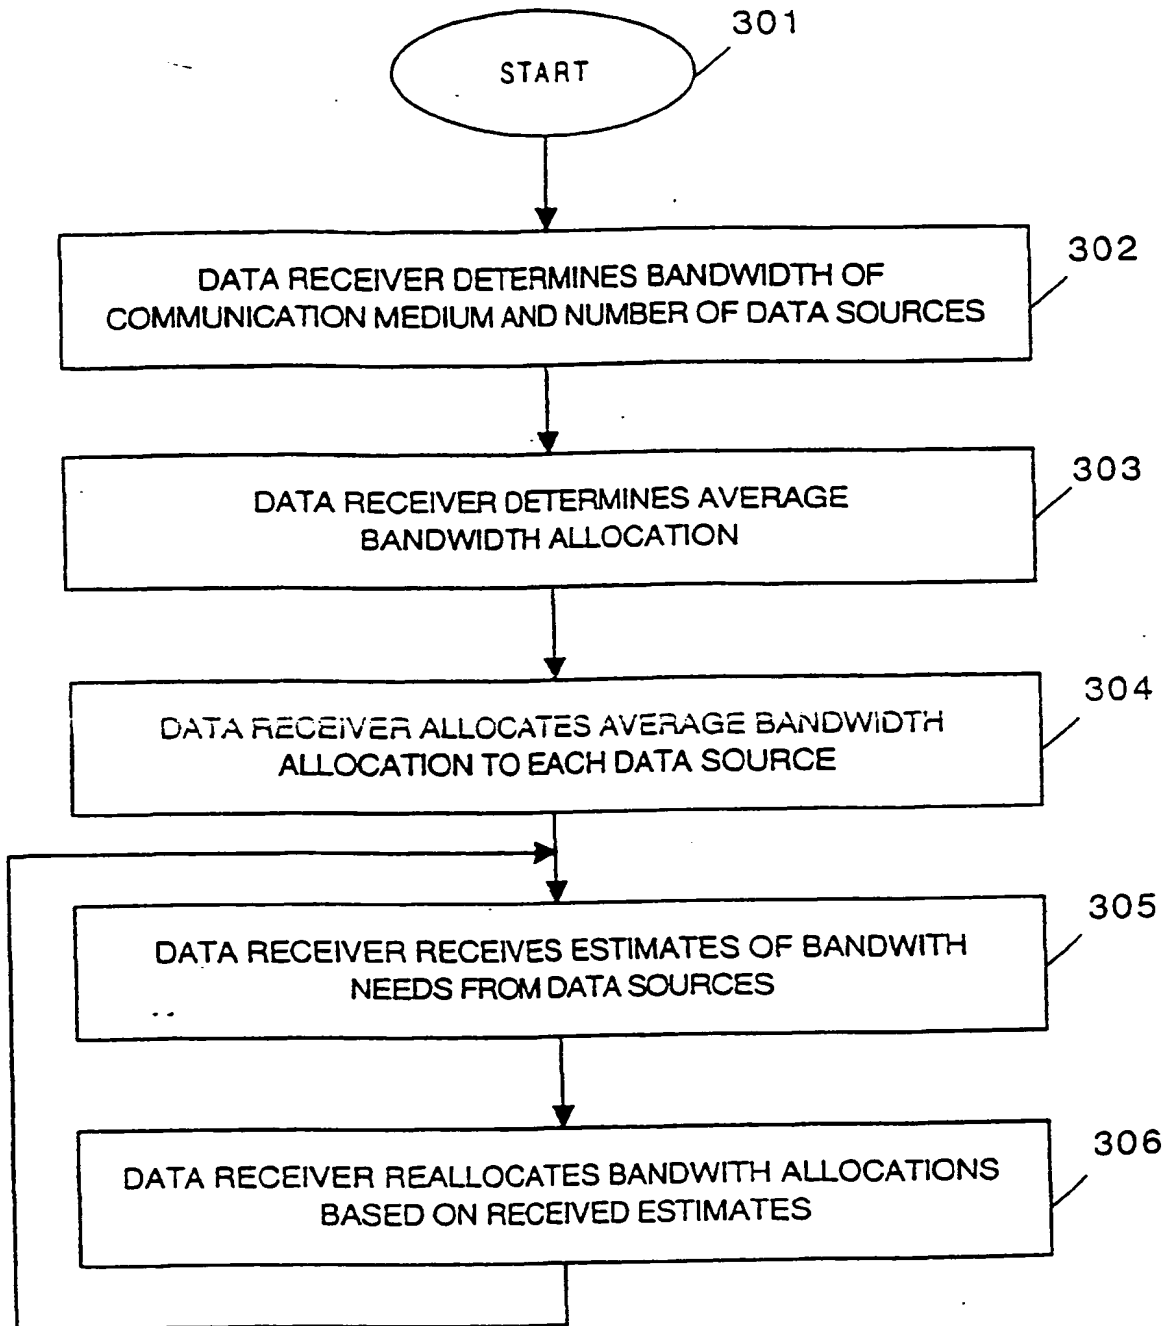 301
START
302
DATA RECEIVER DETERMINES BANDWIDTH OF
COMMUNICATION MEDIUM AND NUMBER OF DATA SOURCES
303
DATA RECEIVER DETERMINES AVERAGE
BANDWIDTH ALLOCATION
304
DATA RECEIVER ALLOCATES AVERAGE BANDWIDTH
ALLOCATION TO EACH DATA SOURCE
305
DATA RECEIVER RECEIVES ESTIMATES OF BANDWITH
NEEDS FROM DATA SOURCES
306
DATA RECEIVER REALLOCATES BANDWITH ALLOCATIONS
BASED ON RECEIVED ESTIMATES